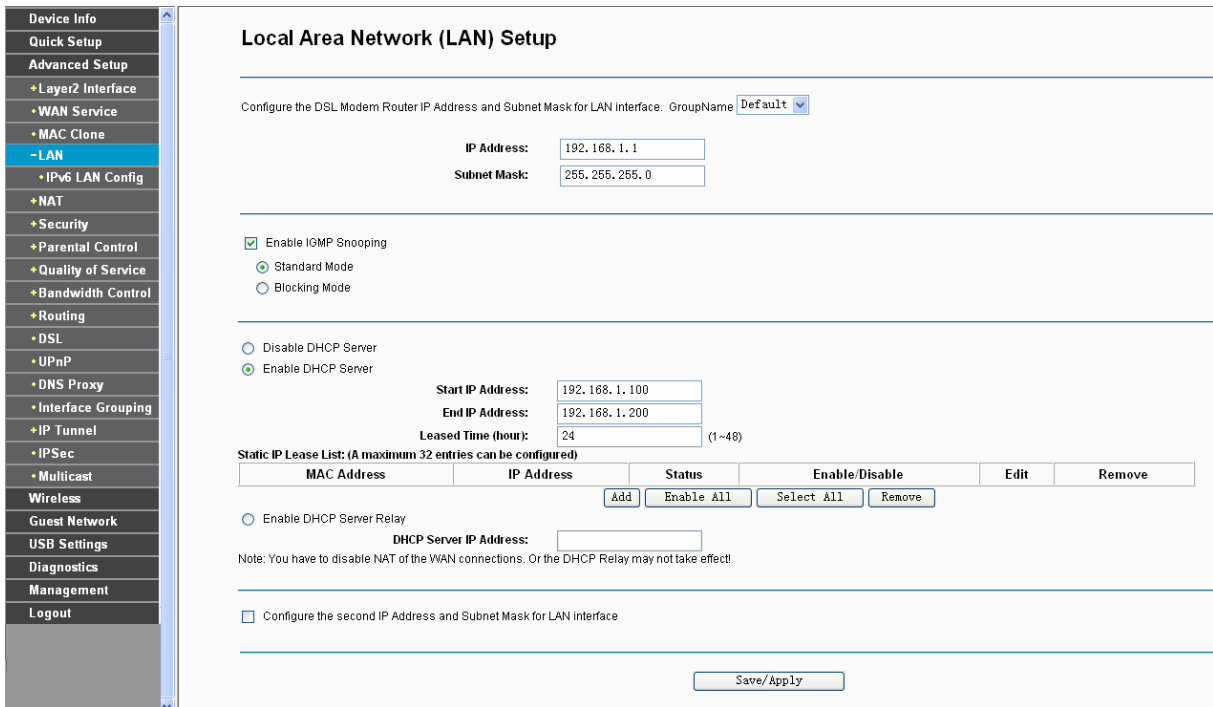 Device Info
Quick Setup
Advanced Setup
+Layer2 Interface
•WAN Service
•MAC Clone
-LAN
•IPv6 LAN Config
+NAT
+Security
+Parental Control
+Quality of Service
+Bandwidth Control
+Routing
•DSL
•UPnP
•DNS Proxy
•Interface Grouping
+IP Tunnel
•IPSec
•Multicast
Wireless
Guest Network
USB Settings
Diagnostics
Management
Logout
Local Area Network (LAN) Setup
Configure the DSL Modem Router IP Address and Subnet Mask for LAN interface. GroupName Default
IP Address: 192.168.1.1
Subnet Mask: 255.255.255.0
Enable IGMP Snooping
Standard Mode
Blocking Mode
Disable DHCP Server
Enable DHCP Server
Start IP Address: 192.168.1.100
End IP Address: 192.168.1.200
Leased Time (hour): 24 (1~48)
Static IP Lease List: (A maximum 32 entries can be configured)
MAC Address IP Address Status Enable/Disable Edit Remove
Add Enable All Select All Remove
Enable DHCP Server Relay
DHCP Server IP Address:
Note: You have to disable NAT of the WAN connections. Or the DHCP Relay may not take effect!
Configure the second IP Address and Subnet Mask for LAN interface
Save/Apply